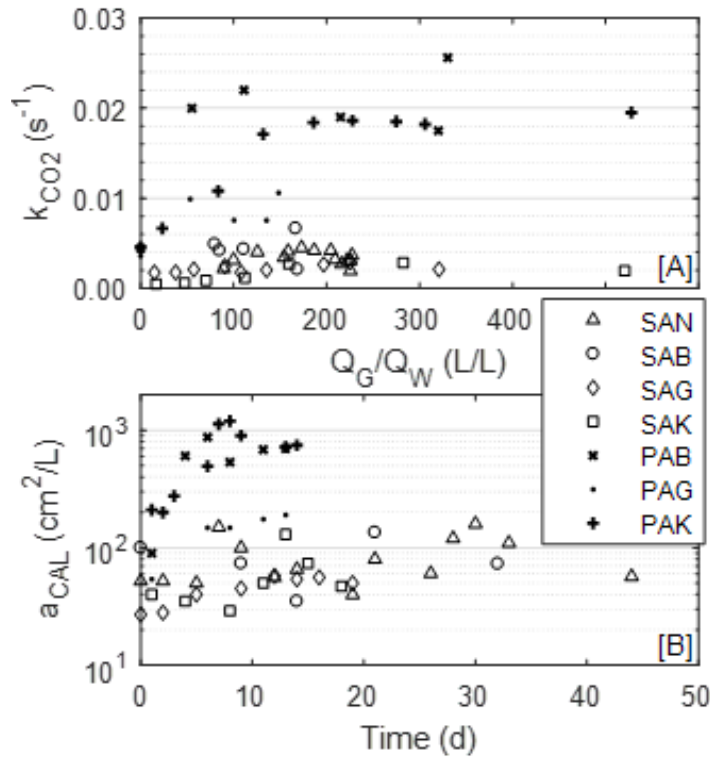 0.03
0.02
0.01
0.00
k_CO2 (s^-1)
[A]
0 100 200 300 400
Q_G/Q_W (L/L)
SAN
SAB
SAG
SAK
PAB
PAG
PAK
10^3
10^2
10^1
a_CAL (cm^2/L)
[B]
0 10 20 30 40 50
Time (d)